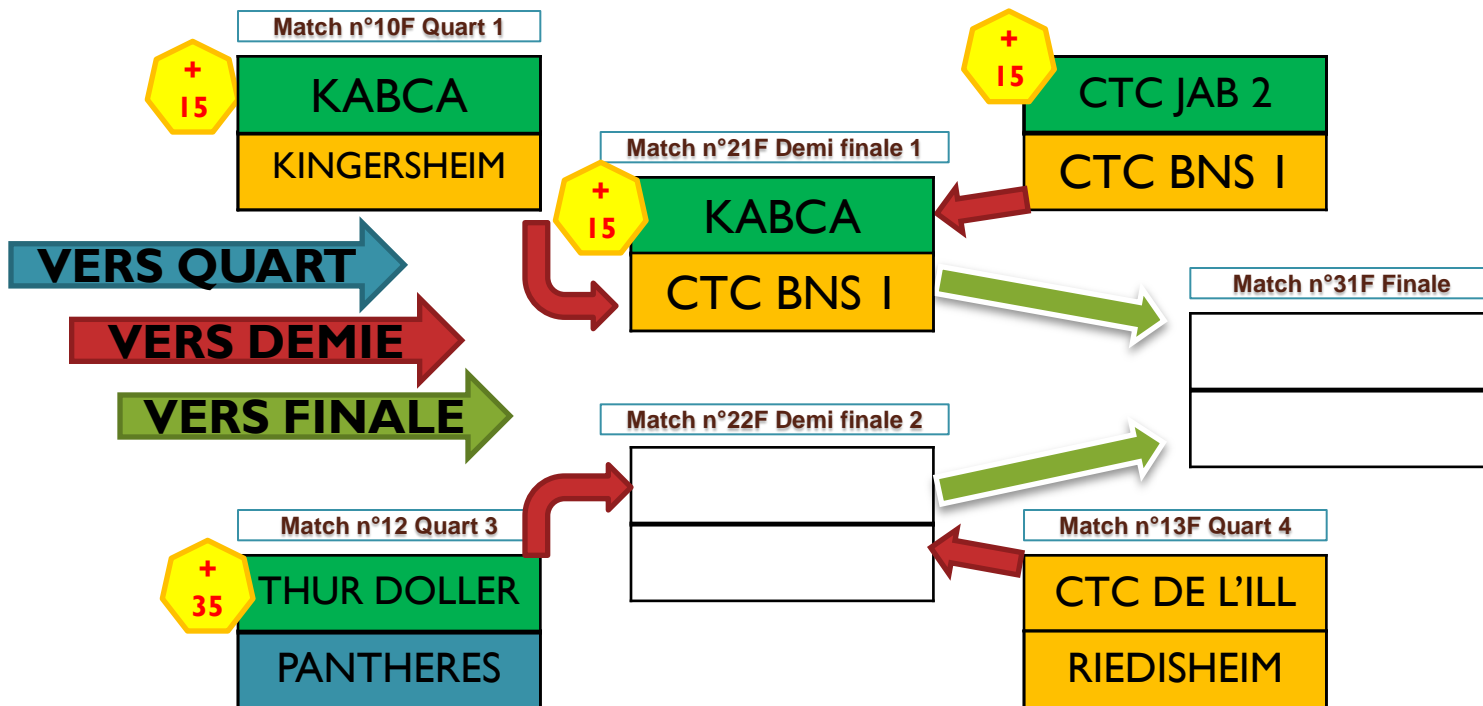 Match n°10F Quart 1
+
15
KABCA
KINGERSHEIM
+
15
CTC JAB 2
CTC BNS 1
Match n°21F Demi finale 1
+
15
KABCA
CTC BNS 1
VERS QUART
VERS DEMIE
VERS FINALE
Match n°31F Finale
Match n°22F Demi finale 2
Match n°12 Quart 3
+
35
THUR DOLLER
PANTHERES
Match n°13F Quart 4
CTC DE L'ILL
RIEDISHEIM